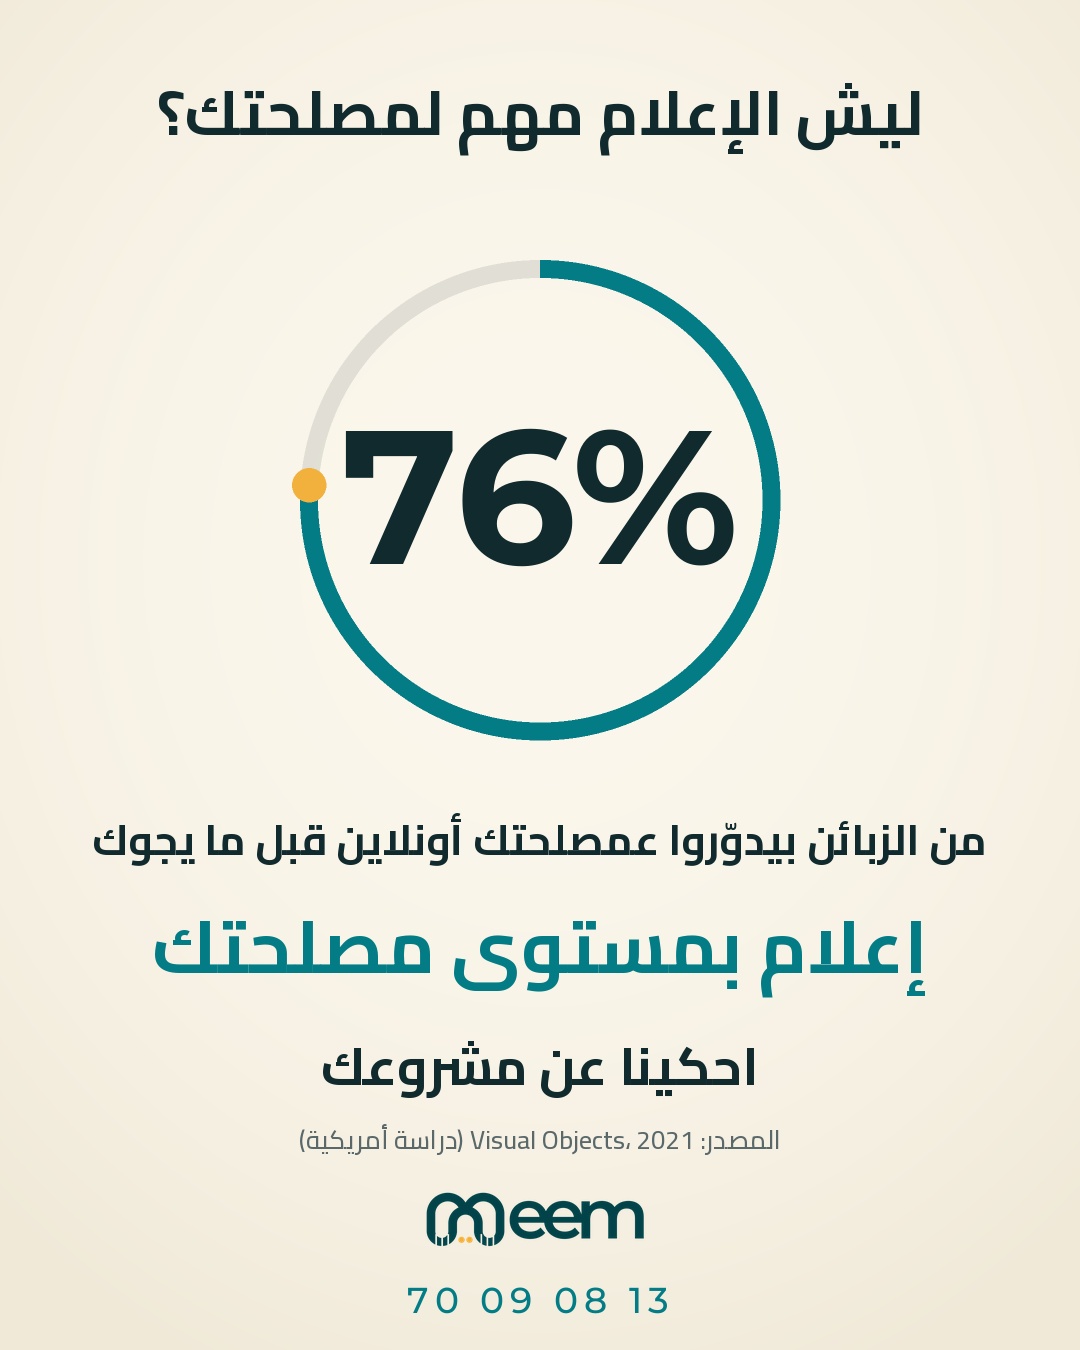 ليش الإعلام مهم لمصلحتك؟
76%
من الزبائن بيدوّروا عمصلحتك أونلاين قبل ما يجوك
إعلام بمستوى مصلحتك
احكينا عن مشروعك
المصدر: Visual Objects، 2021 (دراسة أمريكية)
meem
70 09 08 13